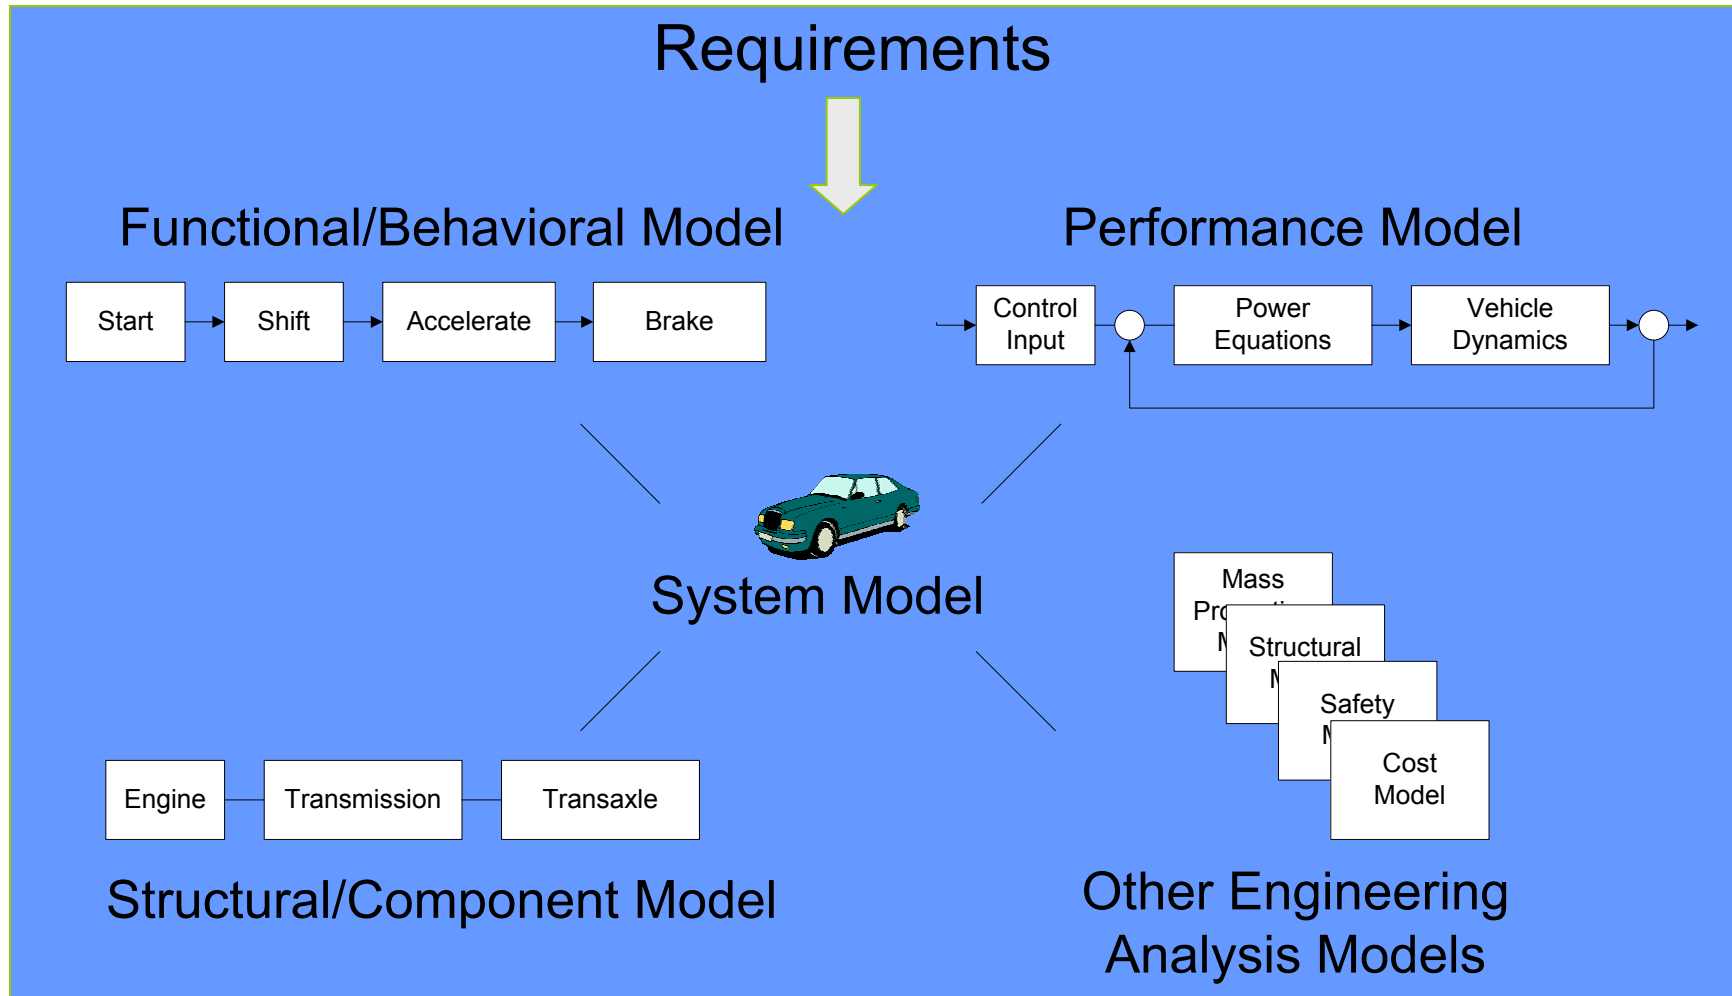 Requirements
Functional/Behavioral Model
Start
Shift
Accelerate
Brake
Performance Model
Control
Input
Power
Equations
Vehicle
Dynamics
System Model
Mass
Structural
Safety
Cost
Model
Engine
Transmission
Transaxle
Structural/Component Model
Other Engineering
Analysis Models